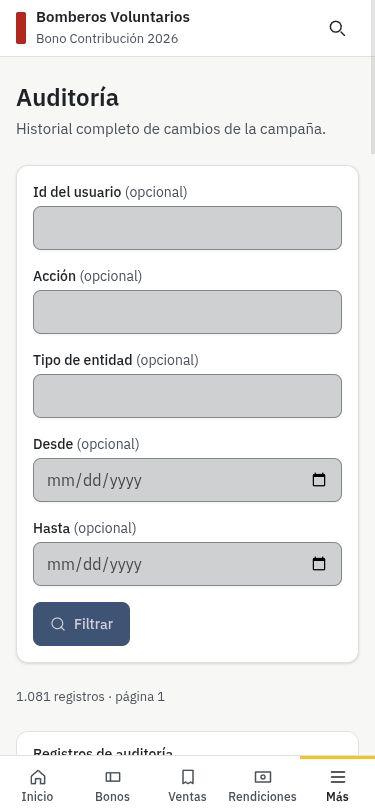 Bomberos Voluntarios
Bono Contribución 2026
Auditoría
Historial completo de cambios de la campaña.
Id del usuario (opcional)
Acción (opcional)
Tipo de entidad (opcional)
Desde (opcional)
mm/dd/yyyy
Hasta (opcional)
mm/dd/yyyy
Filtrar
1.081 registros · página 1
Registros de auditoría
Inicio Bonos Ventas Rendiciones Más